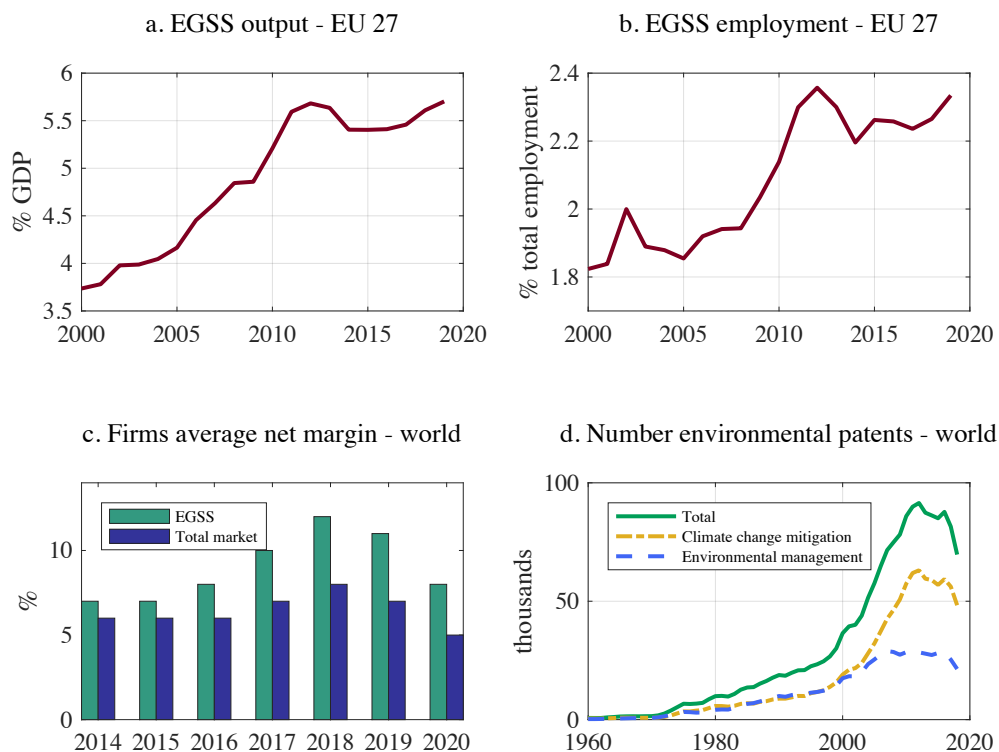 a. EGSS output - EU 27
% GDP
6
5.5
5
4.5
4
3.5
2000 2005 2010 2015 2020
b. EGSS employment - EU 27
% total employment
2.4
2.2
2
1.8
2000 2005 2010 2015 2020
c. Firms average net margin - world
EGSS
Total market
%
10
5
0
2014 2015 2016 2017 2018 2019 2020
d. Number environmental patents - world
Total
Climate change mitigation
Environmental management
thousands
100
50
0
1960 1980 2000 2020